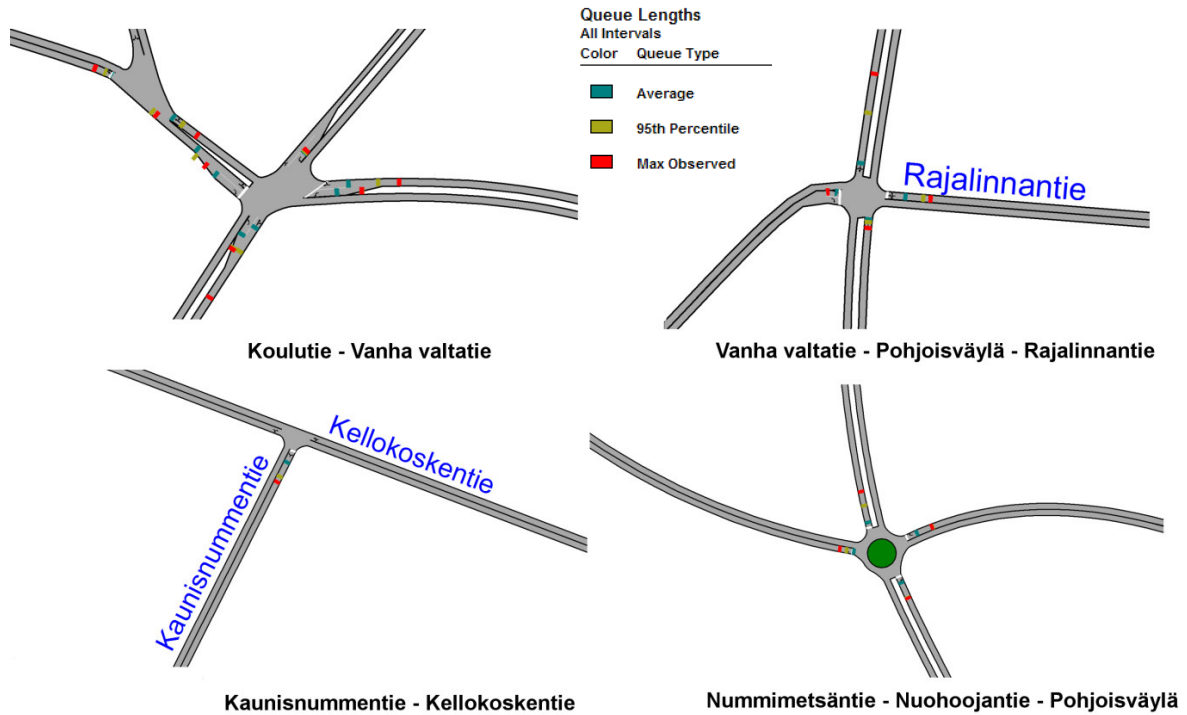 Queue Lengths
All Intervals
Color Queue Type
Average
95th Percentile
Max Observed
Rajalinnantie
Koulutie - Vanha valtatie
Vanha valtatie - Pohjoisväylä - Rajalinnantie
Kellokoskentie
Kaunisnummentie
Kaunisnummentie - Kellokoskentie
Nummimetsäntie - Nuohoojantie - Pohjoisväylä